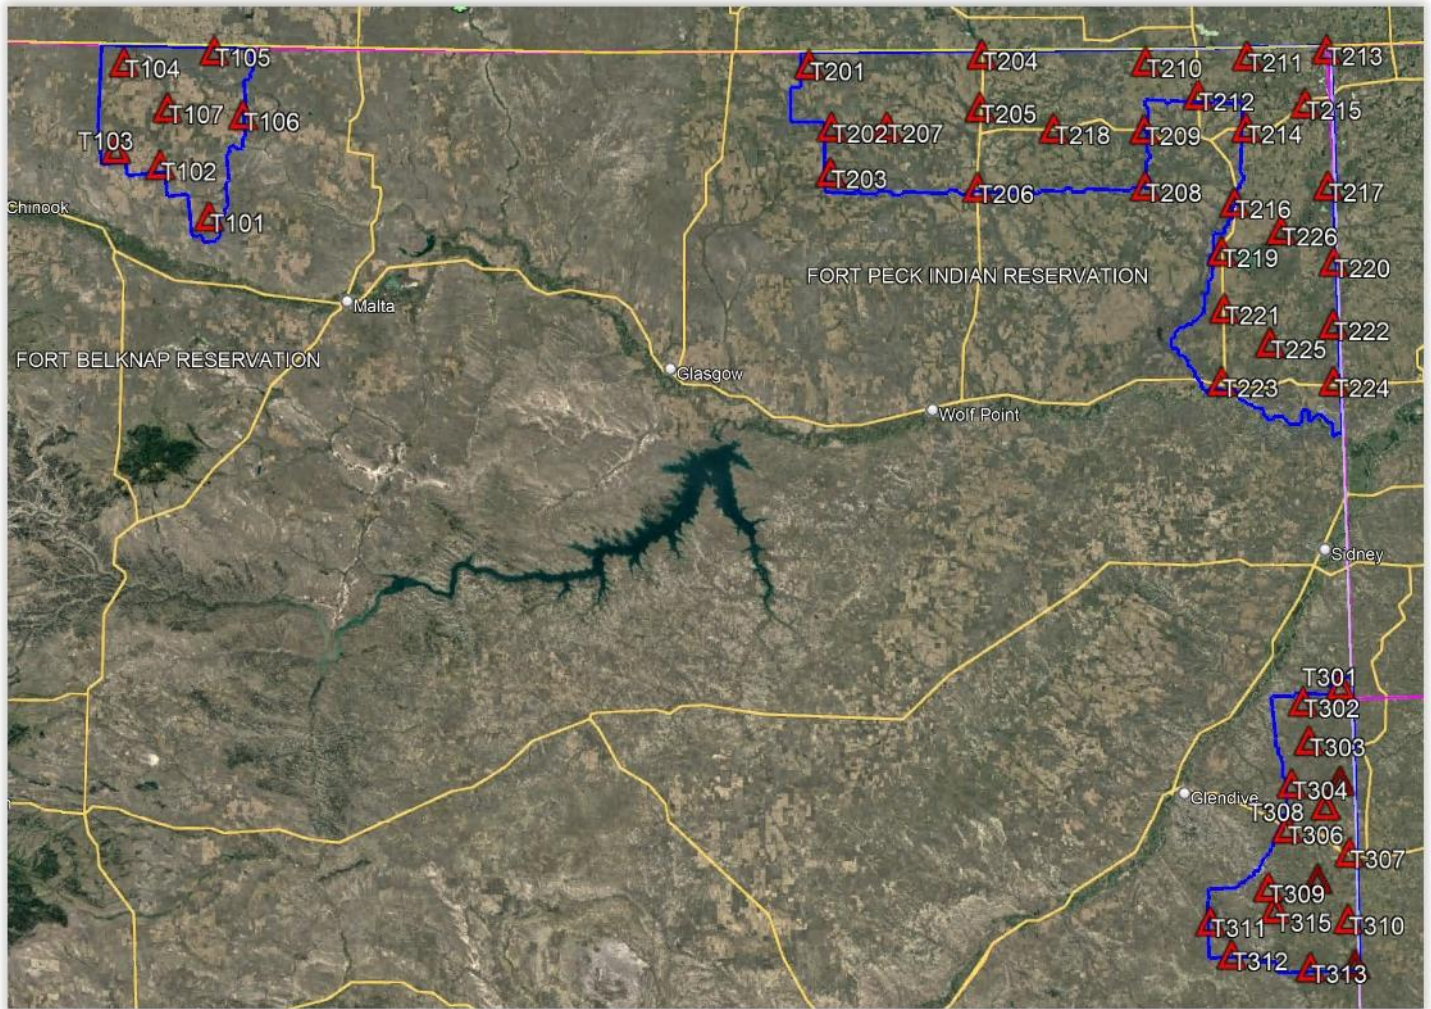 T213
T105
T204
T211
T104
T201
T210
T107
T212
T215
T106
T205
T103
T202
T207
T218
T209
T214
T102
T203
T206
T208
T217
Chinook
T101
T216
T226
T219
T220
FORT PECK INDIAN RESERVATION
Malta
T221
T222
T225
FORT BELKNAP RESERVATION
Glasgow
T223
T224
Wolf Point
Sidney
T301
T302
T303
T304
Glendive
T308
T306
T307
T309
T315
T310
T311
T312
T313